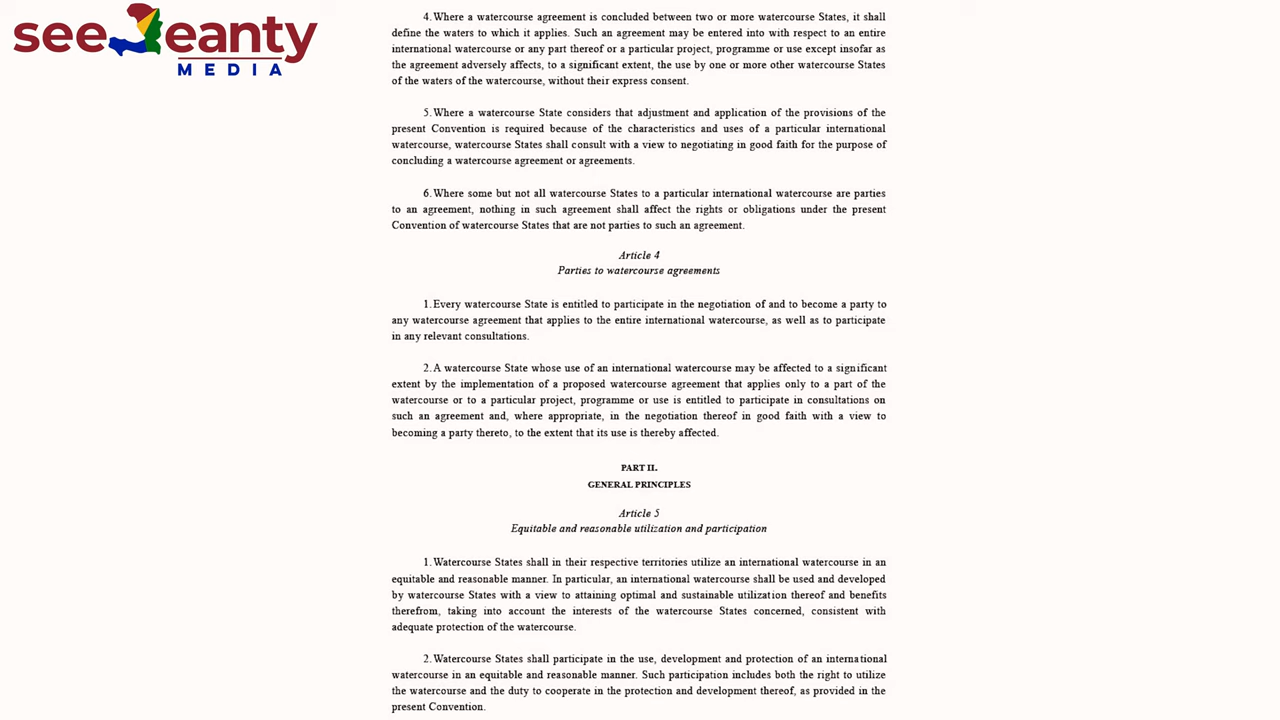 seeJeanty
MEDIA
4. Where a watercourse agreement is concluded between two or more watercourse States, it shall
define the waters to which it applies. Such an agreement may be entered into with respect to an entire
international watercourse or any part thereof or a particular project, programme or use except insofar as
the agreement adversely affects, to a significant extent, the use by one or more other watercourse States
of the waters of the watercourse, without their express consent.
5. Where a watercourse State considers that adjustment and application of the provisions of the
present Convention is required because of the characteristics and uses of a particular international
watercourse, watercourse States shall consult with a view to negotiating in good faith for the purpose of
concluding a watercourse agreement or agreements.
6. Where some but not all watercourse States to a particular international watercourse are parties
to an agreement, nothing in such agreement shall affect the rights or obligations under the present
Convention of watercourse States that are not parties to such an agreement.
Article 4
Parties to watercourse agreements
1. Every watercourse State is entitled to participate in the negotiation of and to become a party to
any watercourse agreement that applies to the entire international watercourse, as well as to participate
in any relevant consultations.
2. A watercourse State whose use of an international watercourse may be affected to a significant
extent by the implementation of a proposed watercourse agreement that applies only to a part of the
watercourse or to a particular project, programme or use is entitled to participate in consultations on
such an agreement and, where appropriate, in the negotiation thereof in good faith with a view to
becoming a party thereto, to the extent that its use is thereby affected.
PART II.
GENERAL PRINCIPLES
Article 5
Equitable and reasonable utilization and participation
1. Watercourse States shall in their respective territories utilize an international watercourse in an
equitable and reasonable manner. In particular, an international watercourse shall be used and developed
by watercourse States with a view to attaining optimal and sustainable utilization thereof and benefits
therefrom, taking into account the interests of the watercourse States concerned, consistent with
adequate protection of the watercourse.
2. Watercourse States shall participate in the use, development and protection of an international
watercourse in an equitable and reasonable manner. Such participation includes both the right to utilize
the watercourse and the duty to cooperate in the protection and development thereof, as provided in the
present Convention.